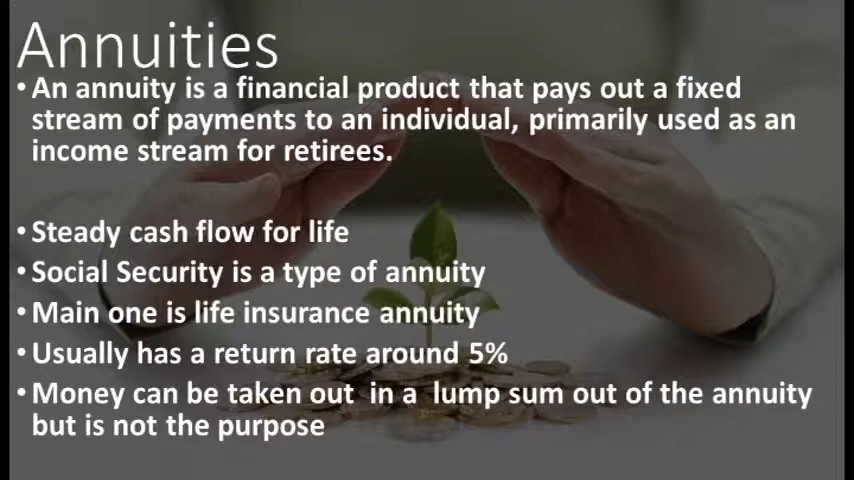 Annuities
• An annuity is a financial product that pays out a fixed
stream of payments to an individual, primarily used as an
income stream for retirees.
• Steady cash flow for life
• Social Security is a type of annuity
• Main one is life insurance annuity
• Usually has a return rate around 5%
• Money can be taken out  in a  lump sum out of the annuity
but is not the purpose